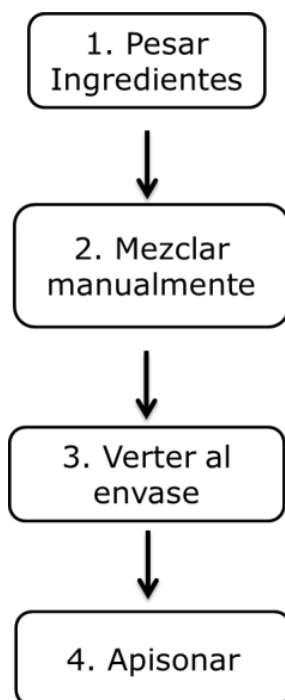 1. Pesar
Ingredientes
2. Mezclar
manualmente
3. Verter al
envase
4. Apisonar